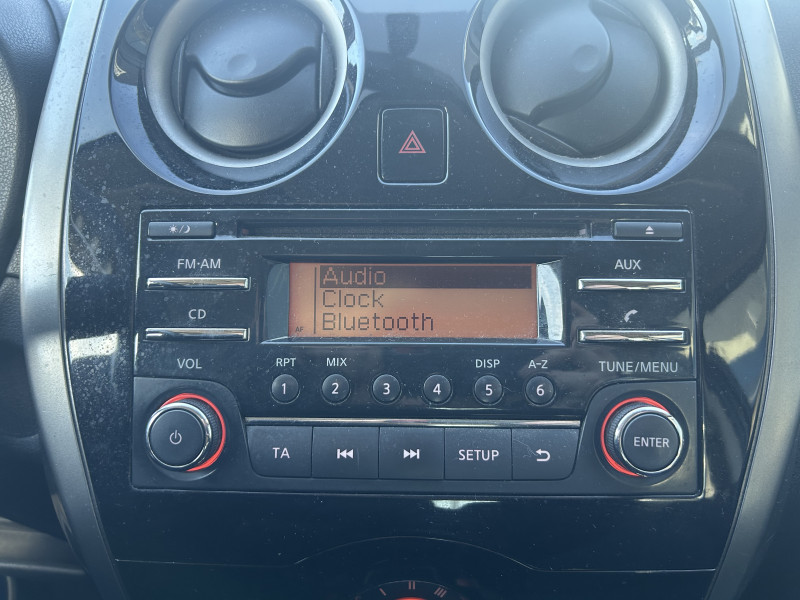 FM·AM
AUX
Audio
Clock
Bluetooth
AF
CD
VOL
RPT MIX DISP A-Z
TUNE/MENU
1 2 3 4 5 6
TA SETUP
ENTER